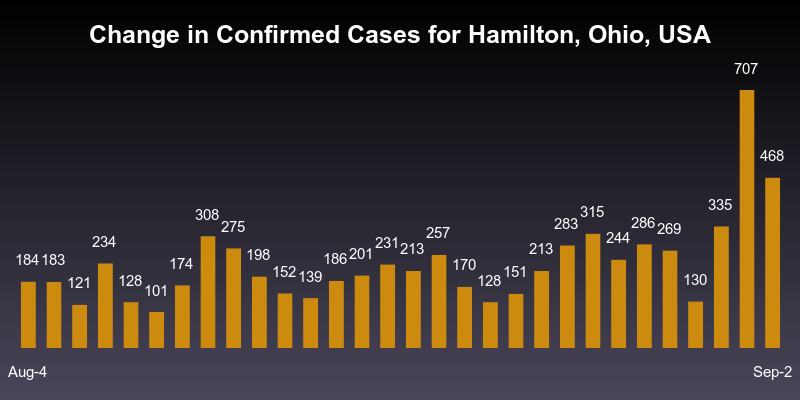 Change in Confirmed Cases for Hamilton, Ohio, USA
184 183 121 234 128 101 174 308 275 198 152 139 186 201 231 213 257 170 128 151 213 283 315 244 286 269 130 335 707 468
Aug-4 Sep-2